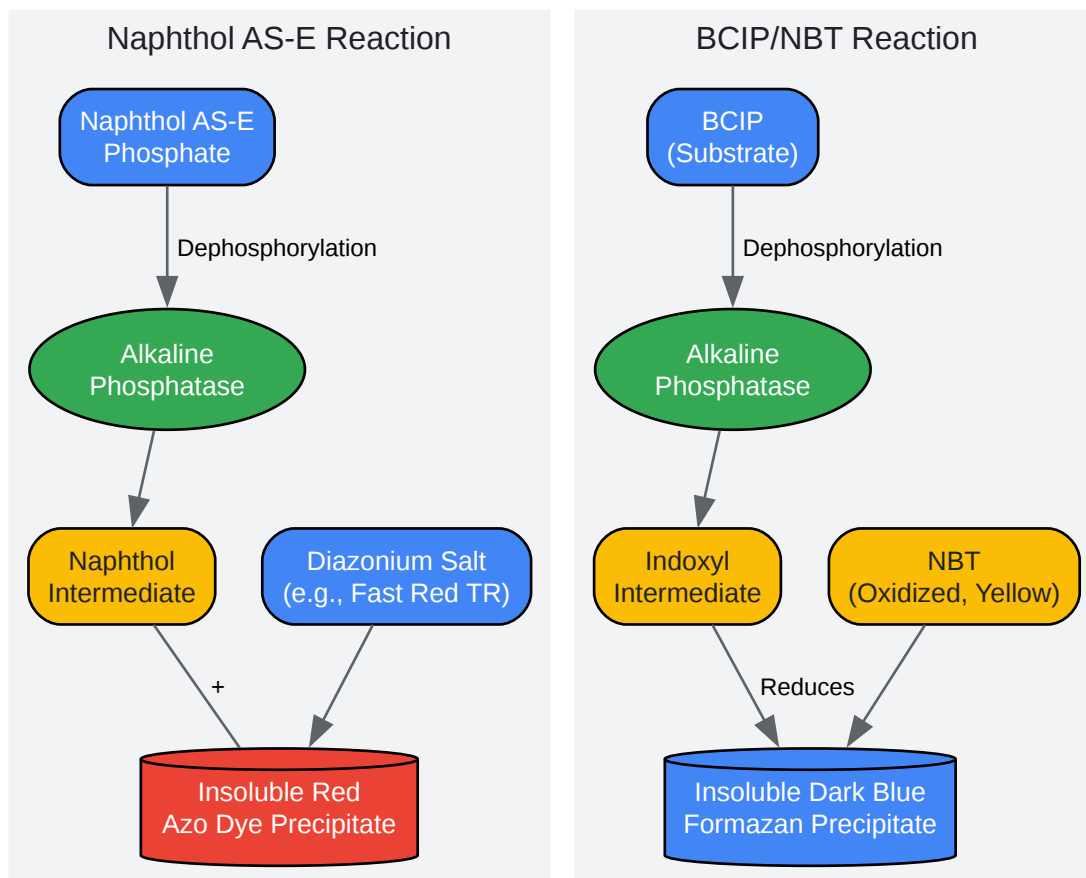 Naphthol AS-E Reaction
Naphthol AS-E
Phosphate
Dephosphorylation
Alkaline
Phosphatase
Naphthol
Intermediate
Diazonium Salt
(e.g., Fast Red TR)
+
Insoluble Red
Azo Dye Precipitate
BCIP/NBT Reaction
BCIP
(Substrate)
Dephosphorylation
Alkaline
Phosphatase
Indoxyl
Intermediate
NBT
(Oxidized, Yellow)
Reduces
Insoluble Dark Blue
Formazan Precipitate